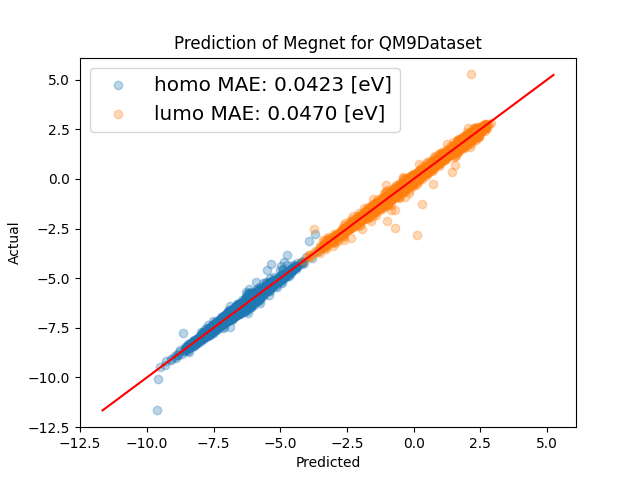 Prediction of Megnet for QM9Dataset
homo MAE: 0.0423 [eV]
lumo MAE: 0.0470 [eV]
Actual
5.0
2.5
0.0
−2.5
−5.0
−7.5
−10.0
−12.5
−12.5 −10.0 −7.5 −5.0 −2.5 0.0 2.5 5.0
Predicted